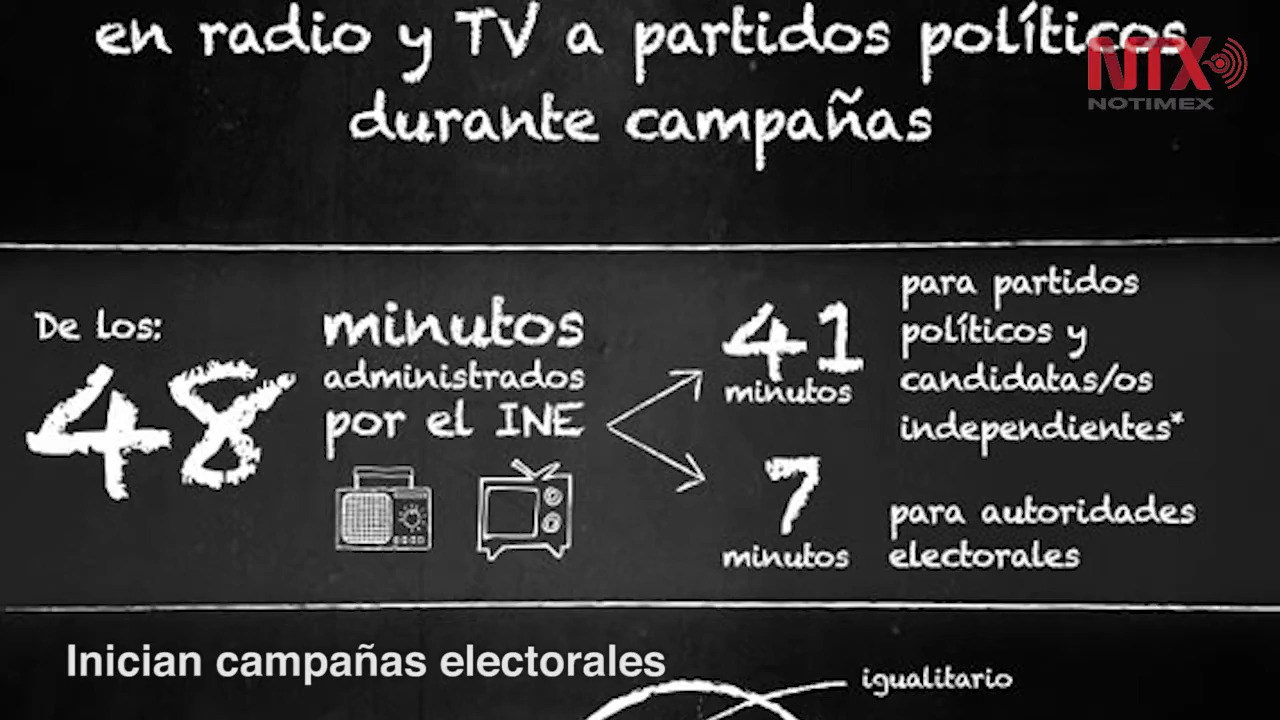 en radio y TV a partidos políticos
durante campañas
NTX
NOTIMEX
De los:
48
minutos
administrados
por el INE
41
minutos
para partidos
políticos y
candidatas/os
independientes*
7
minutos
para autoridades
electorales
Inician campañas electorales
igualitario